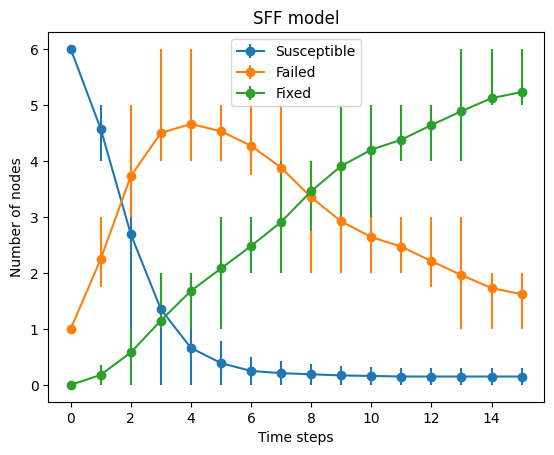 SFF model
Susceptible
Failed
Fixed
Number of nodes
6
5
4
3
2
1
0
0 2 4 6 8 10 12 14
Time steps